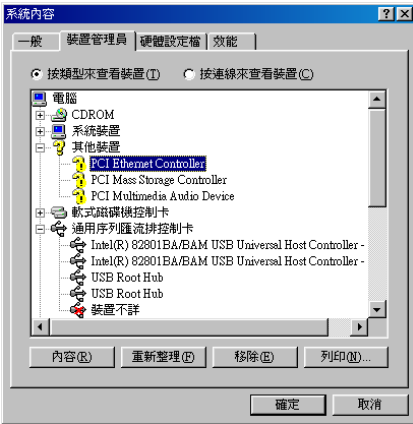 系統內容
一般 裝置管理員 硬體設定檔 效能
按類型來查看裝置(I) 按連線來查看裝置(C)
電腦
CDROM
系統裝置
其他裝置
PCI Ethernet Controller
PCI Mass Storage Controller
PCI Multimedia Audio Device
軟式磁碟機控制卡
通用序列匯流排控制卡
Intel(R) 82801BA/BAM USB Universal Host Controller -
Intel(R) 82801BA/BAM USB Universal Host Controller -
USB Root Hub
USB Root Hub
裝置不詳
內容(R) 重新整理(F) 移除(E) 列印(N)...
確定 取消